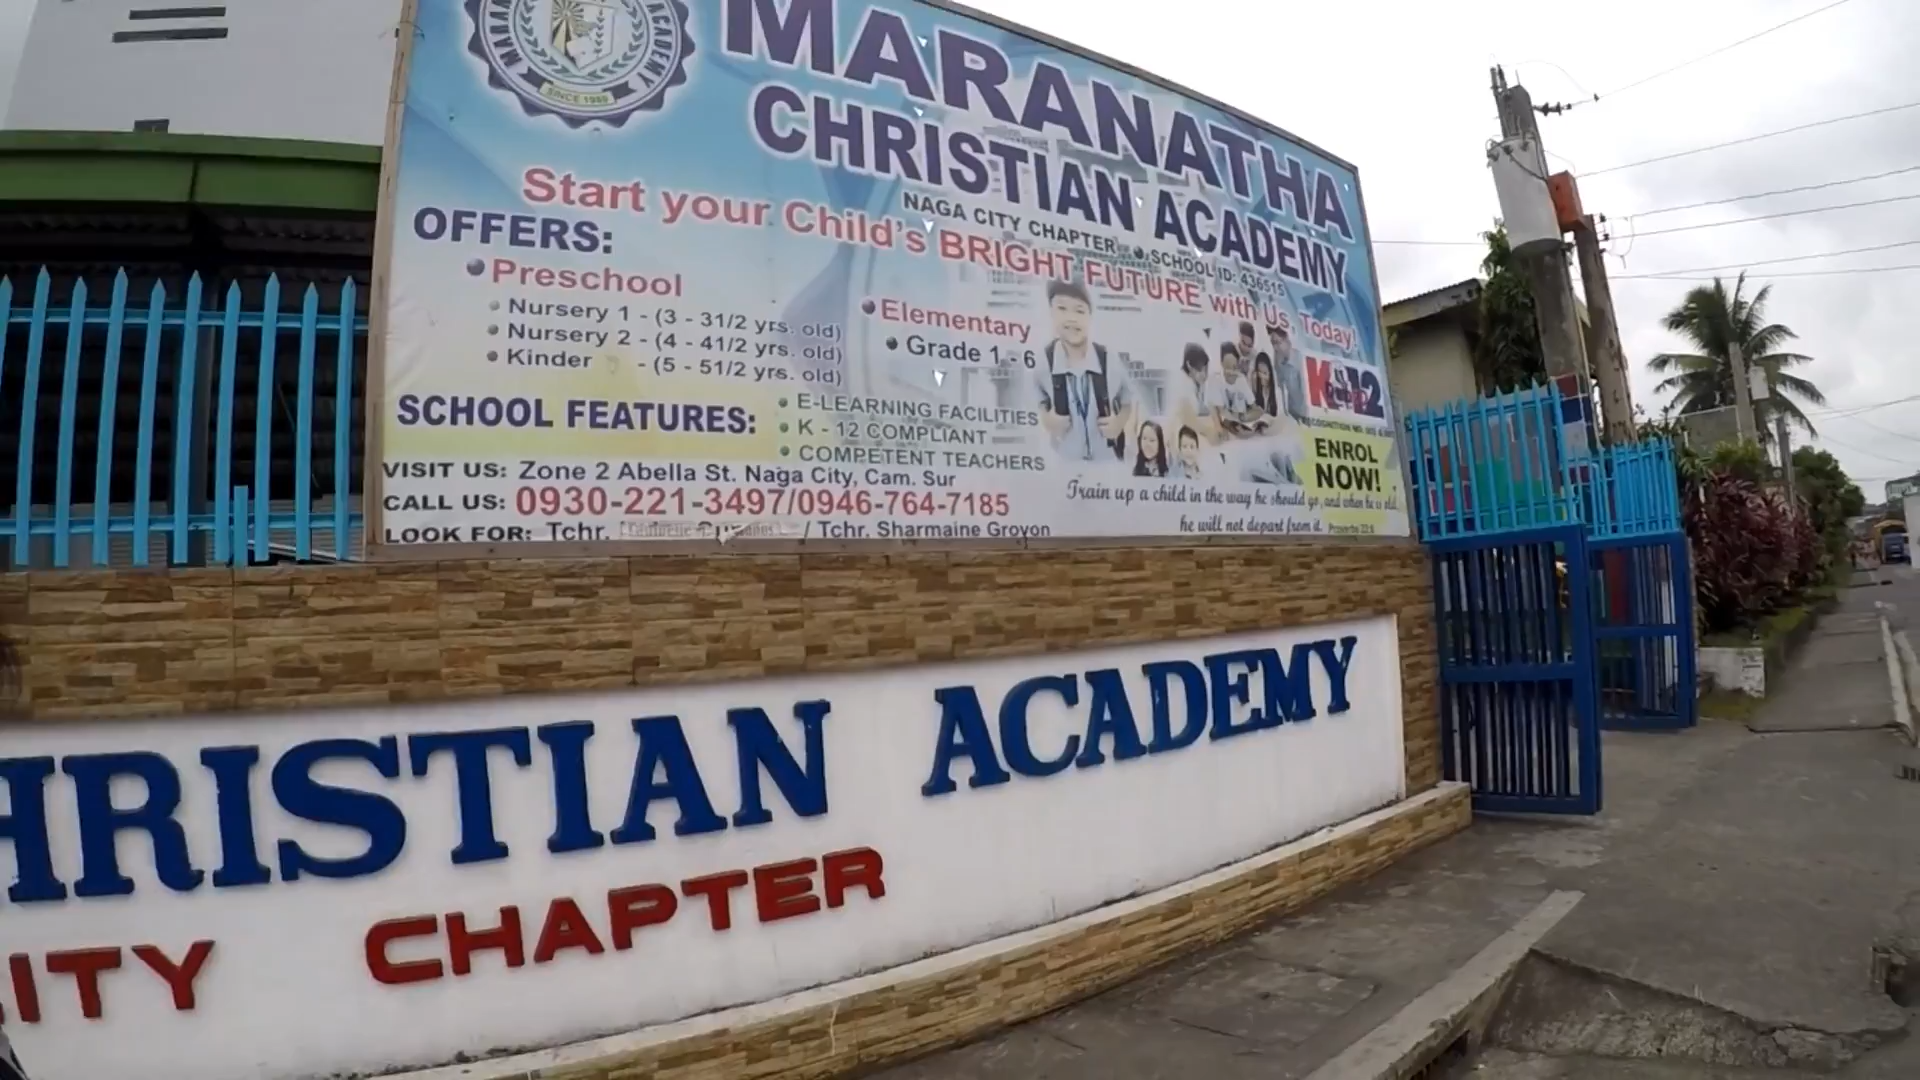 MARANATHA
CHRISTIAN ACADEMY
ACADEMY
SINCE 1989
NAGA CITY CHAPTER • SCHOOL ID: 436515
Start your Child's BRIGHT FUTURE with Us, Today!
OFFERS:
Preschool
Nursery 1 - (3 - 31/2 yrs. old)
Nursery 2 - (4 - 41/2 yrs. old)
Kinder - (5 - 51/2 yrs. old)
Elementary
Grade 1 - 6
K to 12
ENROL
NOW!
SCHOOL FEATURES:
E-LEARNING FACILITIES
K - 12 COMPLIANT
COMPETENT TEACHERS
VISIT US: Zone 2 Abella St. Naga City, Cam. Sur
CALL US: 0930-221-3497/0946-764-7185
LOOK FOR: Tchr. / Tchr. Sharmaine Groyon
Train up a child in the way he should go, and when he is old,
he will not depart from it. Proverbs 22:6
HRISTIAN ACADEMY
ITY CHAPTER